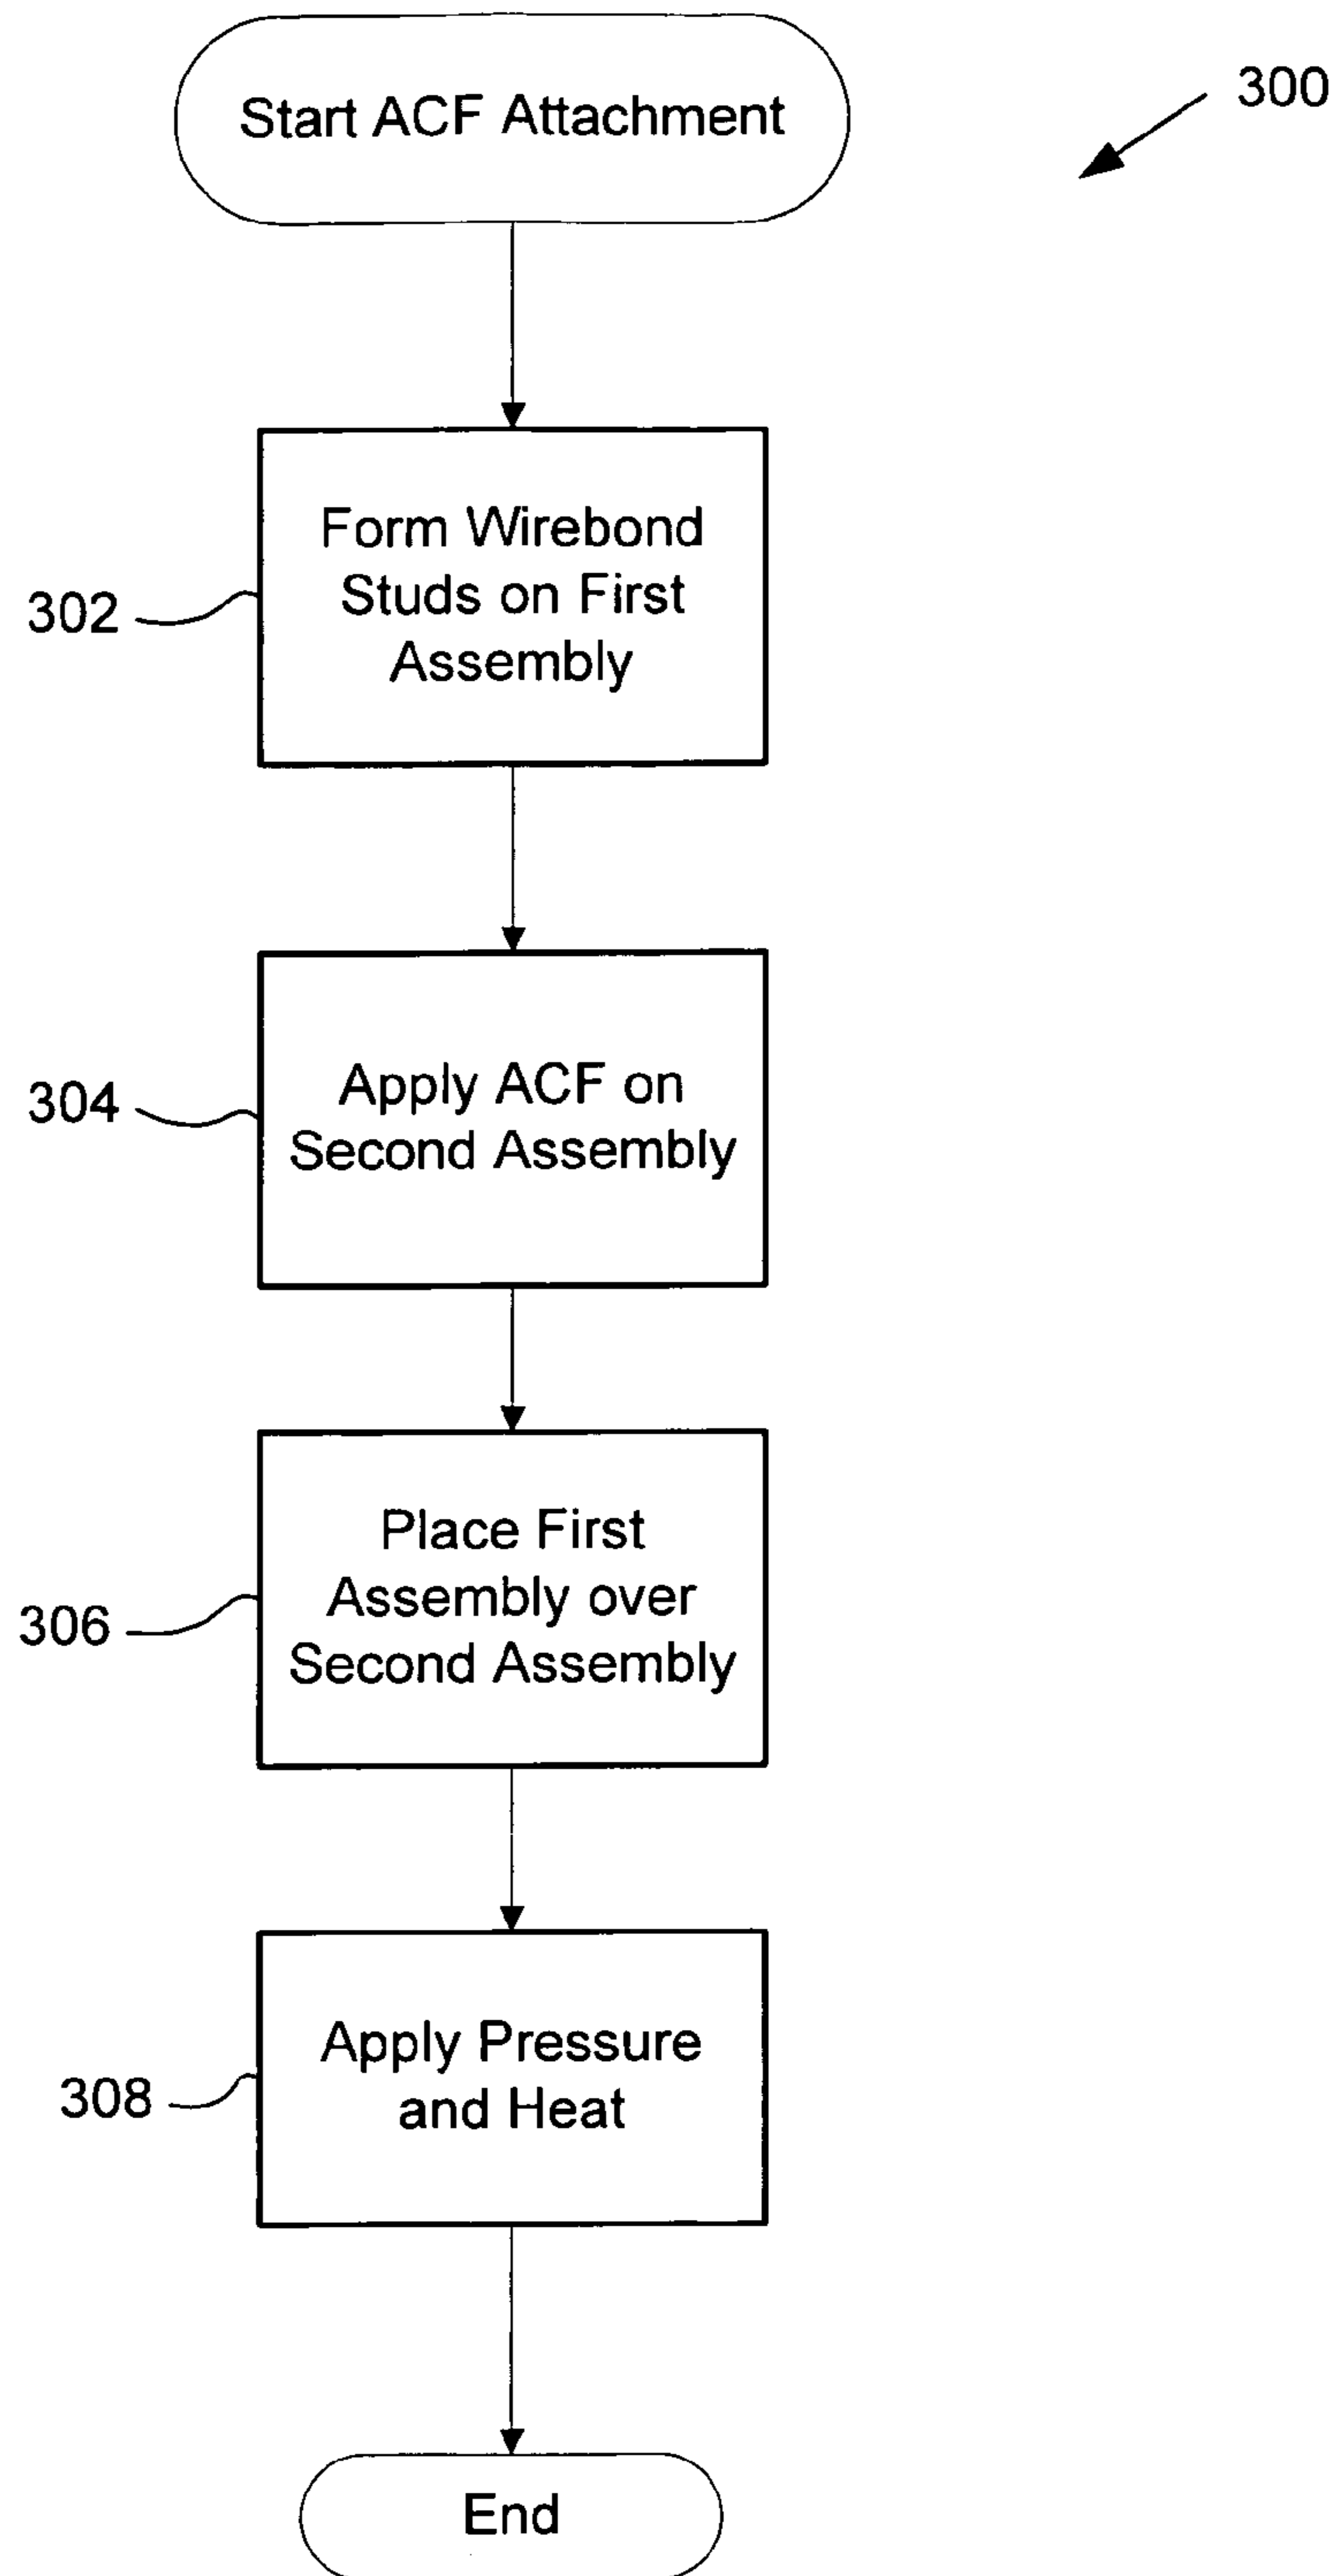 Start ACF Attachment
300
Form Wirebond
Studs on First
Assembly
302
Apply ACF on
Second Assembly
304
Place First
Assembly over
Second Assembly
306
Apply Pressure
and Heat
308
End